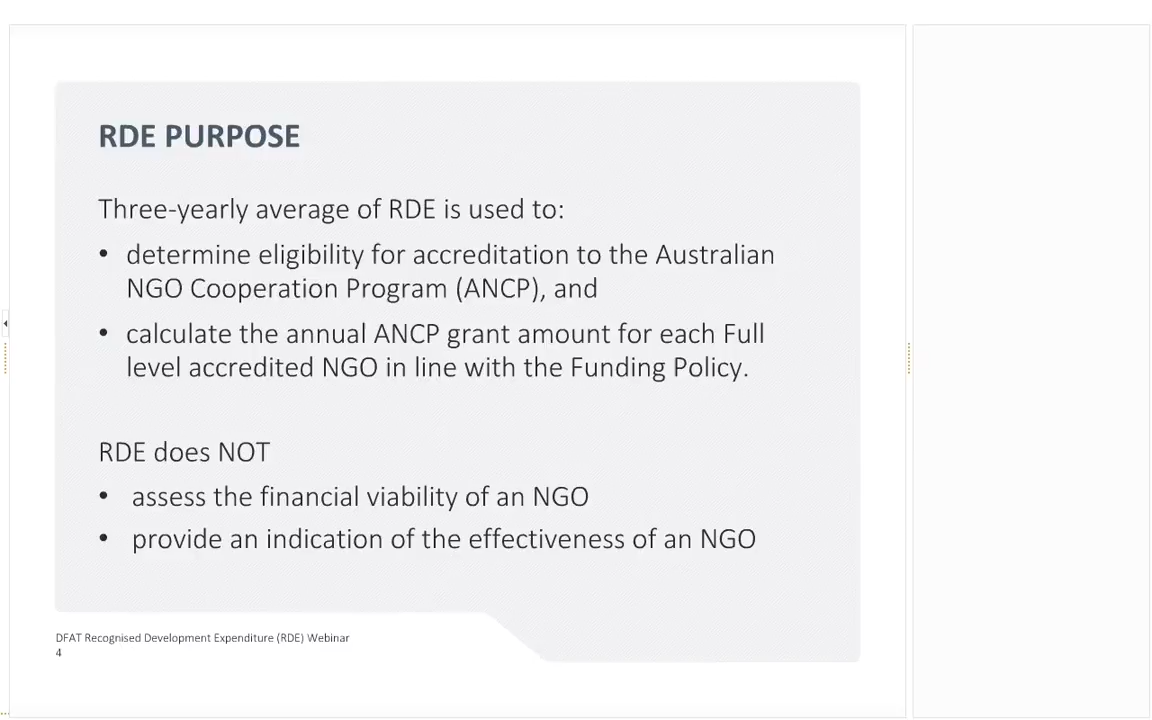 RDE PURPOSE
Three-yearly average of RDE is used to:
• determine eligibility for accreditation to the Australian
NGO Cooperation Program (ANCP), and
• calculate the annual ANCP grant amount for each Full
level accredited NGO in line with the Funding Policy.
RDE does NOT
• assess the financial viability of an NGO
• provide an indication of the effectiveness of an NGO
DFAT Recognised Development Expenditure (RDE) Webinar
4